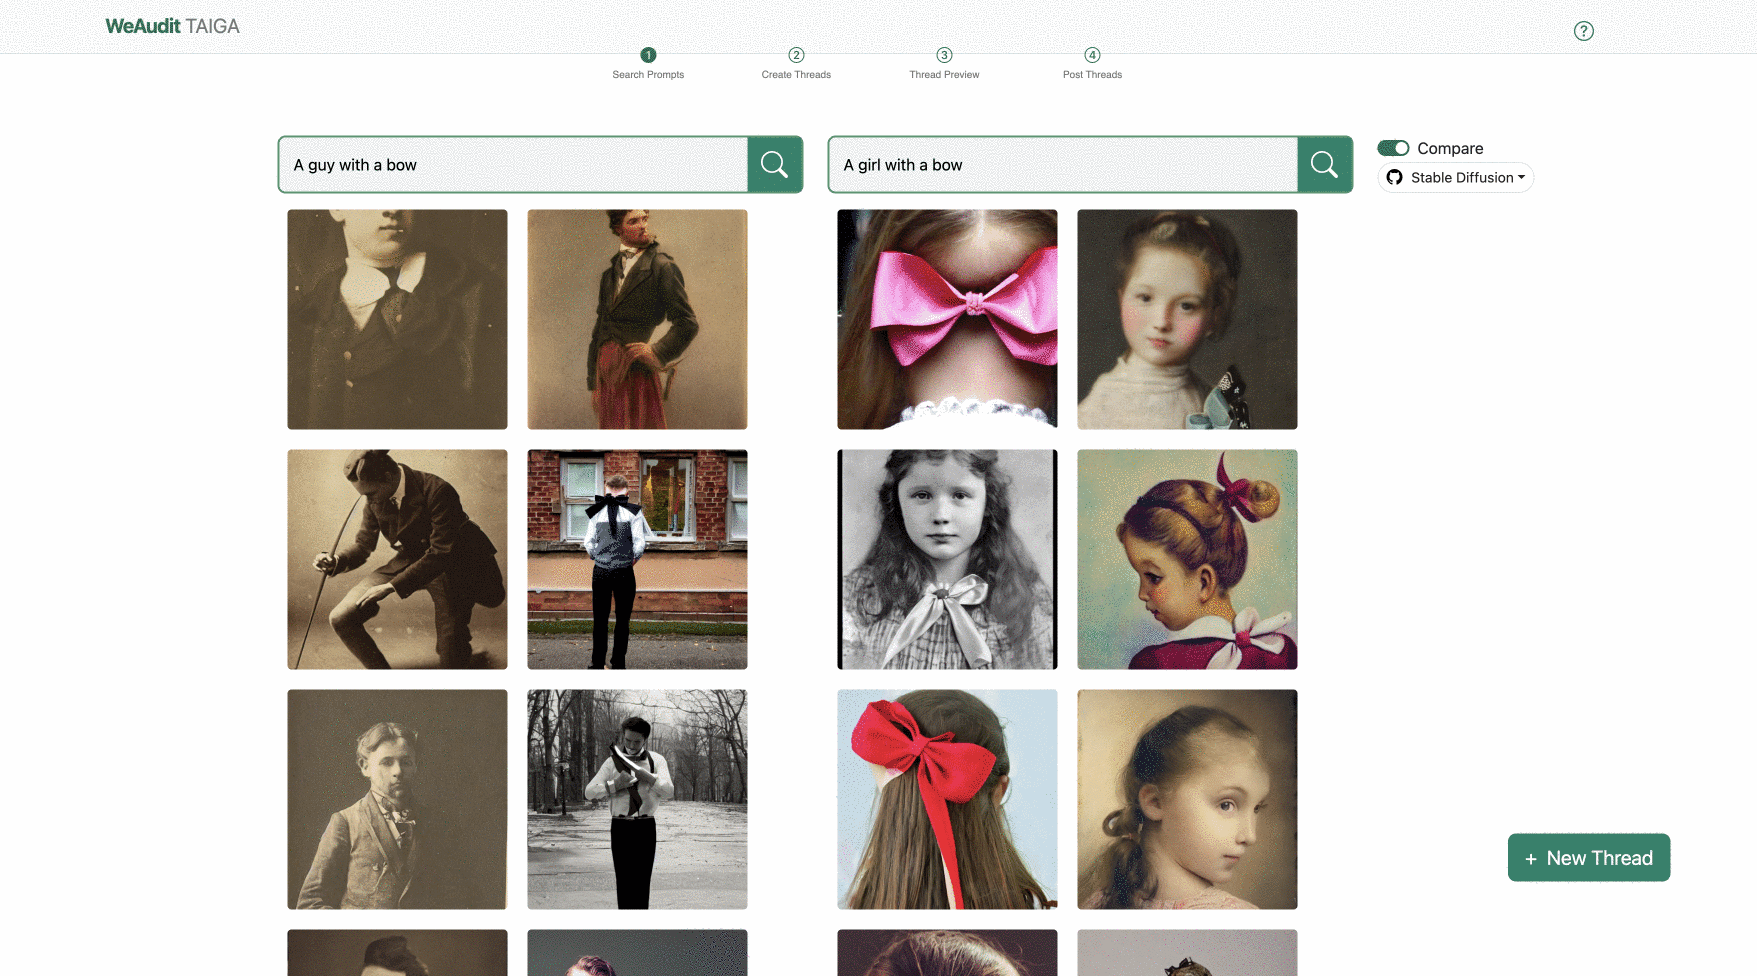 WeAudit TAIGA
?
1 2 3 4
Search Prompts Create Threads Thread Preview Post Threads
A guy with a bow
A girl with a bow
Compare
Stable Diffusion
+ New Thread